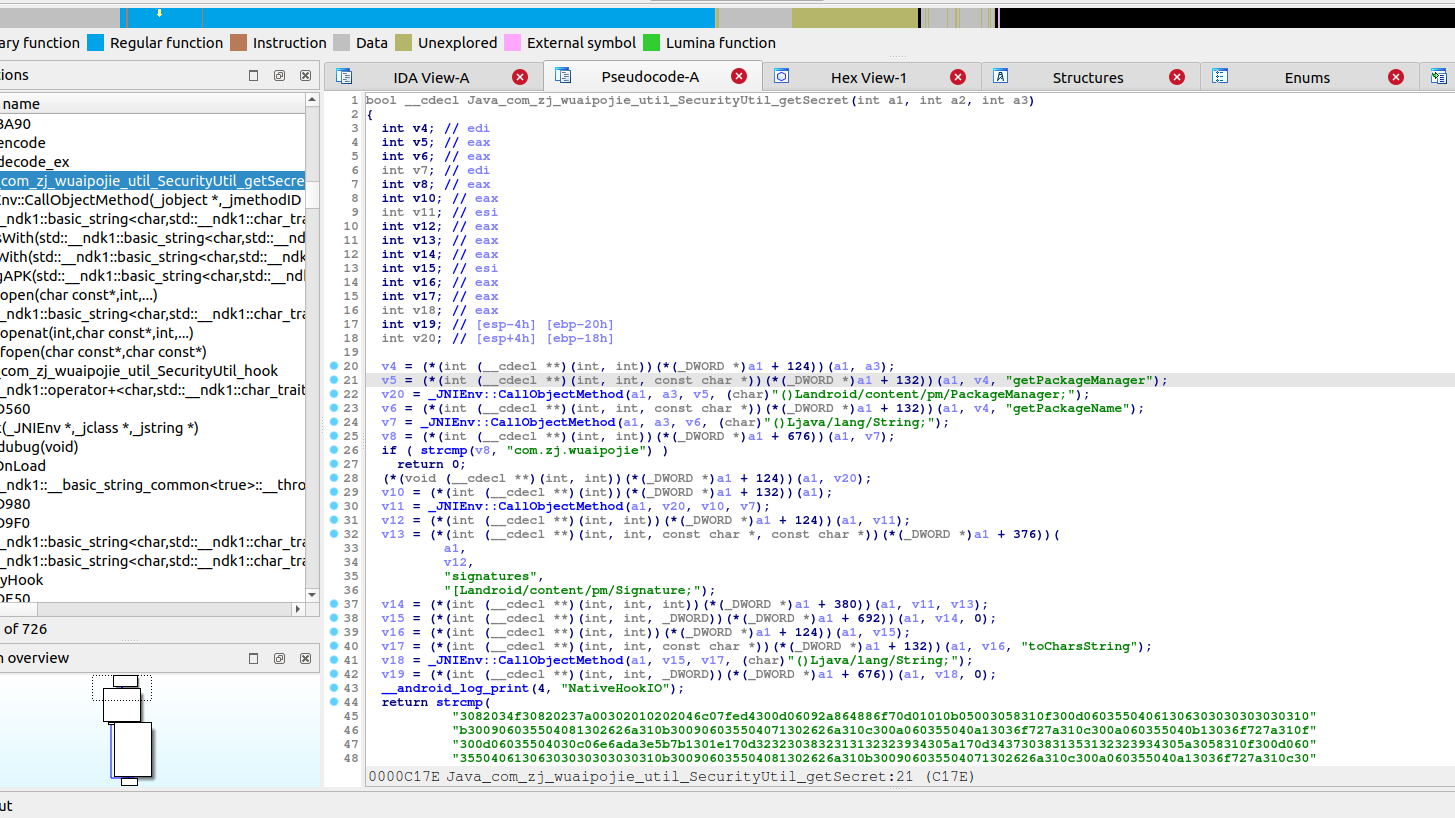 ary function Regular function Instruction Data Unexplored External symbol Lumina function
ions
IDA View-A Pseudocode-A Hex View-1 Structures Enums
name
BA90
encode
decode_ex
_com_zj_wuaipojie_util_SecurityUtil_getSecre
Env::CallObjectMethod(_jobject *,_jmethodID
_ndk1::basic_string<char,std::__ndk1::char_trai
sWith(std::__ndk1::basic_string<char,std::__nd
With(std::__ndk1::basic_string<char,std::__ndk
gAPK(std::__ndk1::basic_string<char,std::__ndk
open(char const*,int,...)
_ndk1::basic_string<char,std::__ndk1::char_tra
openat(int,char const*,int,...)
fopen(char const*,char const*)
_com_zj_wuaipojie_util_SecurityUtil_hook
_ndk1::operator+<char,std::__ndk1::char_trait
D560
(_JNIEnv *,_jclass *,_jstring *)
dubug(void)
OnLoad
_ndk1::__basic_string_common<true>::__thro
D980
D9F0
_ndk1::basic_string<char,std::__ndk1::char_tra
_ndk1::basic_string<char,std::__ndk1::char_tra
yHook
DE50
of 726
n overview
1 bool __cdecl Java_com_zj_wuaipojie_util_SecurityUtil_getSecret(int a1, int a2, int a3)
2 {
3 int v4; // edi
4 int v5; // eax
5 int v6; // eax
6 int v7; // edi
7 int v8; // eax
8 int v10; // eax
9 int v11; // esi
10 int v12; // eax
11 int v13; // eax
12 int v14; // eax
13 int v15; // esi
14 int v16; // eax
15 int v17; // eax
16 int v18; // eax
17 int v19; // [esp-4h] [ebp-20h]
18 int v20; // [esp+4h] [ebp-18h]
19
20 v4 = (*(int (__cdecl **)(int, int))(*(_DWORD *)a1 + 124))(a1, a3);
21 v5 = (*(int (__cdecl **)(int, int, const char *))(*(_DWORD *)a1 + 132))(a1, v4, "getPackageManager");
22 v20 = _JNIEnv::CallObjectMethod(a1, a3, v5, (char)"()Landroid/content/pm/PackageManager;");
23 v6 = (*(int (__cdecl **)(int, int, const char *))(*(_DWORD *)a1 + 132))(a1, v4, "getPackageName");
24 v7 = _JNIEnv::CallObjectMethod(a1, a3, v6, (char)"()Ljava/lang/String;");
25 v8 = (*(int (__cdecl **)(int, int))(*(_DWORD *)a1 + 676))(a1, v7);
26 if ( strcmp(v8, "com.zj.wuaipojie") )
27 return 0;
28 (*(void (__cdecl **)(int, int))(*(_DWORD *)a1 + 124))(a1, v20);
29 v10 = (*(int (__cdecl **)(int))(*(_DWORD *)a1 + 132))(a1);
30 v11 = _JNIEnv::CallObjectMethod(a1, v20, v10, v7);
31 v12 = (*(int (__cdecl **)(int, int))(*(_DWORD *)a1 + 124))(a1, v11);
32 v13 = (*(int (__cdecl **)(int, int, const char *, const char *))(*(_DWORD *)a1 + 376))(
33 a1,
34 v12,
35 "signatures",
36 "[Landroid/content/pm/Signature;");
37 v14 = (*(int (__cdecl **)(int, int, int))(*(_DWORD *)a1 + 380))(a1, v11, v13);
38 v15 = (*(int (__cdecl **)(int, int, _DWORD))(*(_DWORD *)a1 + 692))(a1, v14, 0);
39 v16 = (*(int (__cdecl **)(int, int))(*(_DWORD *)a1 + 124))(a1, v15);
40 v17 = (*(int (__cdecl **)(int, int, const char *))(*(_DWORD *)a1 + 132))(a1, v16, "toCharsString");
41 v18 = _JNIEnv::CallObjectMethod(a1, v15, v17, (char)"()Ljava/lang/String;");
42 v19 = (*(int (__cdecl **)(int, int, _DWORD))(*(_DWORD *)a1 + 676))(a1, v18, 0);
43 __android_log_print(4, "NativeHookIO");
44 return strcmp(
45 "3082034f30820237a00302010202046c07fed4300d06092a864886f70d01010b05003058310f300d060355040613063030303030303010"
46 "b300906035504081302626a310b300906035504071302626a310c300a060355040a13036f727a310c300a060355040b13036f727a310f"
47 "300d06035504030c06e6ada3e5b7b1301e170d3232303832313132323934305a170d3437303831353132323934305a3058310f300d060"
48 "355040613063030303030303010b300906035504081302626a310b300906035504071302626a310c300a060355040a13036f727a310c30"
0000C17E Java_com_zj_wuaipojie_util_SecurityUtil_getSecret:21 (C17E)
ut